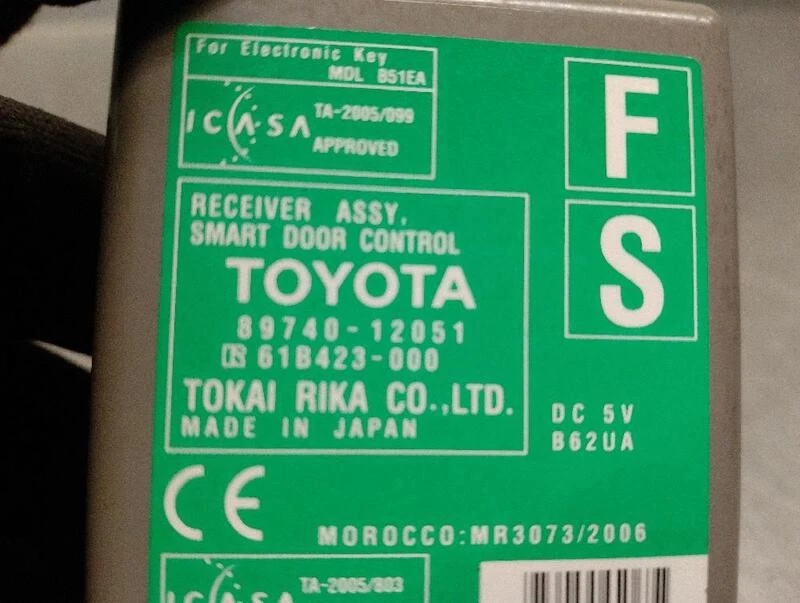 For Electronic Key
MDL B51EA
ICASA
TA-2005/099
APPROVED
F
S
RECEIVER ASSY,
SMART DOOR CONTROL
TOYOTA
89740-12051
61B423-000
TOKAI RIKA CO.,LTD.
MADE IN JAPAN
DC 5V
B62UA
CE
MOROCCO:MR3073/2006
ICASA
TA-2005/803